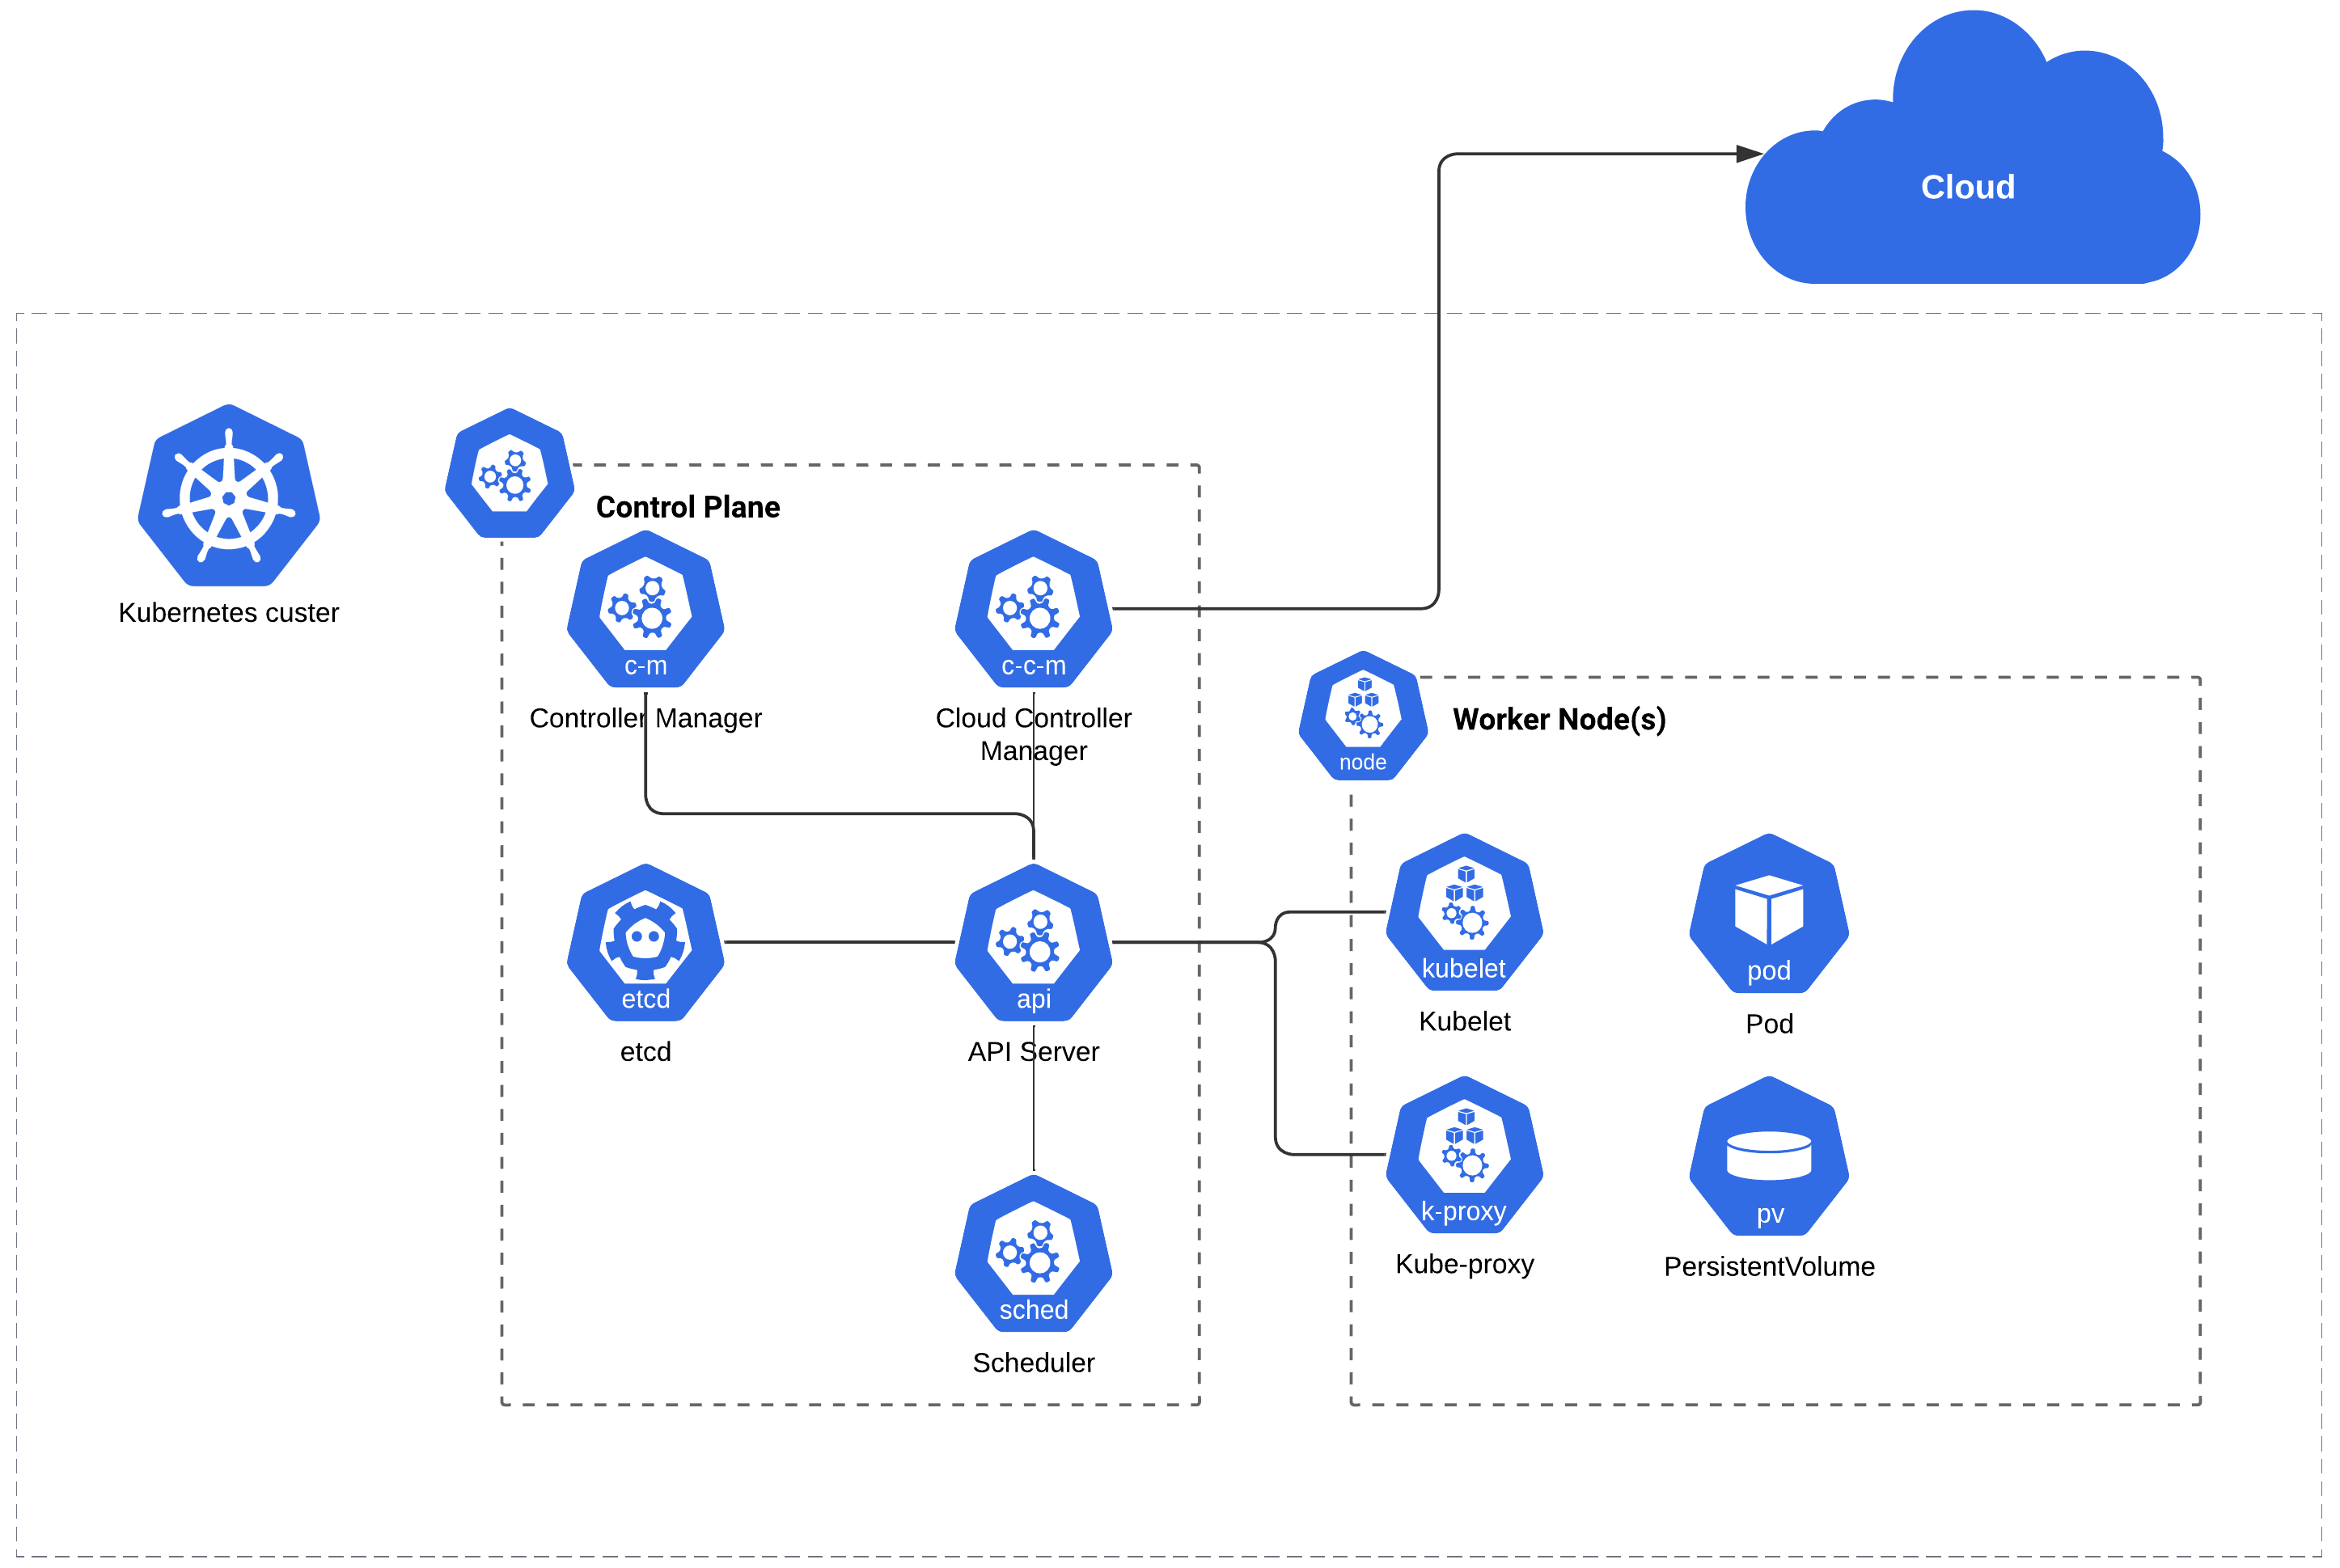 Cloud
Kubernetes custer
Control Plane
c-m
Controller Manager
c-c-m
Cloud Controller
Manager
etcd
etcd
api
API Server
sched
Scheduler
node
Worker Node(s)
kubelet
Kubelet
pod
Pod
k-proxy
Kube-proxy
pv
PersistentVolume